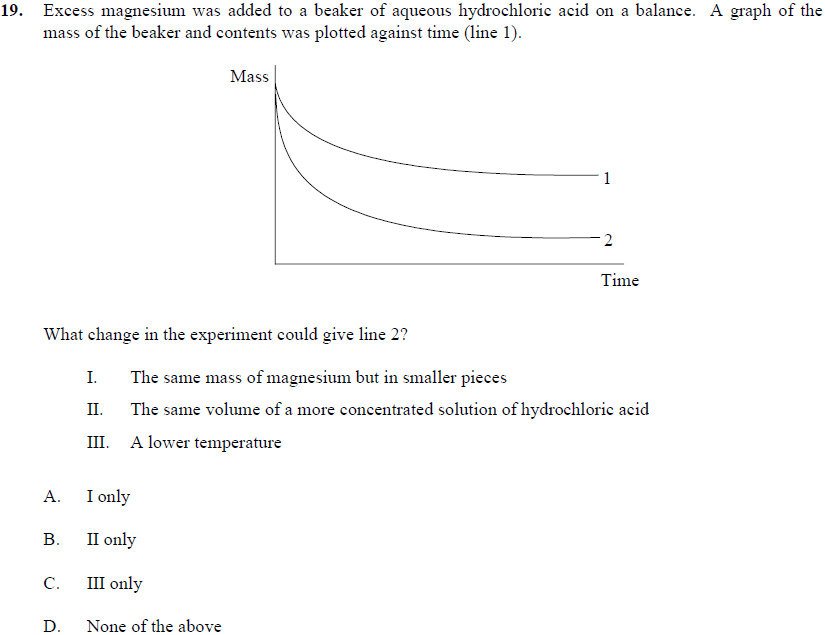 19. Excess magnesium was added to a beaker of aqueous hydrochloric acid on a balance. A graph of the
mass of the beaker and contents was plotted against time (line 1).
Mass
1
2
Time
What change in the experiment could give line 2?
I. The same mass of magnesium but in smaller pieces
II. The same volume of a more concentrated solution of hydrochloric acid
III. A lower temperature
A. I only
B. II only
C. III only
D. None of the above